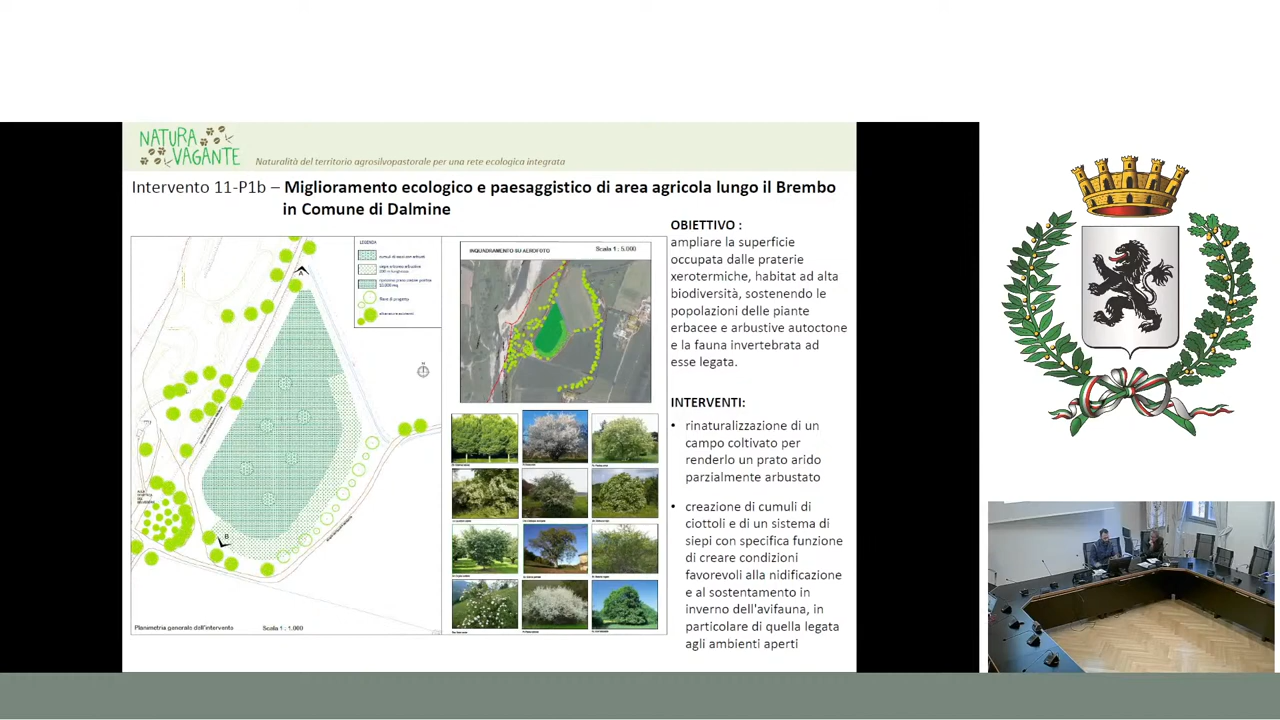 NATURA
VAGANTE
Naturalità del territorio agrosilvopastorale per una rete ecologica integrata
Intervento 11-P1b – Miglioramento ecologico e paesaggistico di area agricola lungo il Brembo
in Comune di Dalmine
LEGENDA
INQUADRAMENTO SU AEROFOTO
Scala 1 : 5.000
B
Planimetria generale dell'intervento
Scala 1 : 1.000
OBIETTIVO :
ampliare la superficie
occupata dalle praterie
xerotermiche, habitat ad alta
biodiversità, sostenendo le
popolazioni delle piante
erbacee e arbustive autoctone
e la fauna invertebrata ad
esse legata.
INTERVENTI:
• rinaturalizzazione di un
campo coltivato per
renderlo un prato arido
parzialmente arbustato
• creazione di cumuli di
ciottoli e di un sistema di
siepi con specifica funzione
di creare condizioni
favorevoli alla nidificazione
e al sostentamento in
inverno dell'avifauna, in
particolare di quella legata
agli ambienti aperti